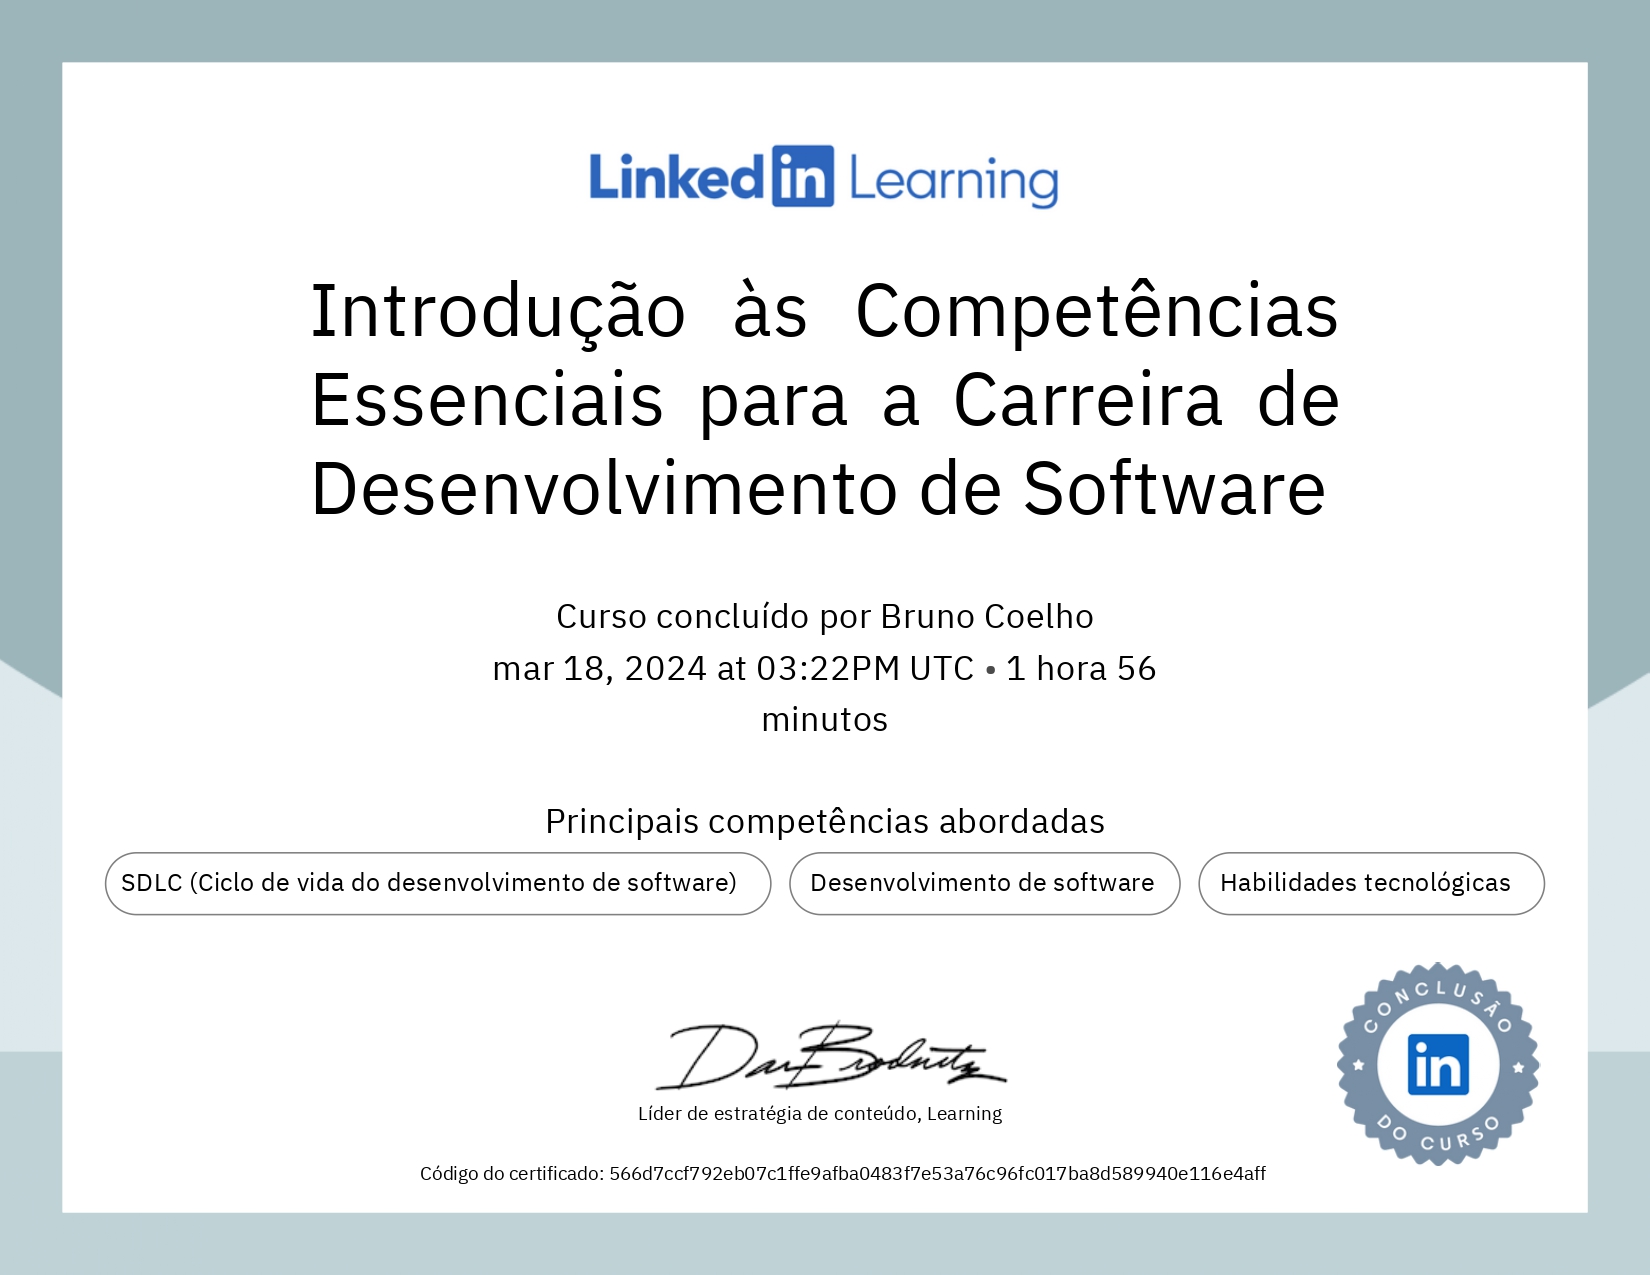 LinkedIn Learning
Introdução às Competências
Essenciais para a Carreira de
Desenvolvimento de Software
Curso concluído por Bruno Coelho
mar 18, 2024 at 03:22PM UTC • 1 hora 56
minutos
Principais competências abordadas
SDLC (Ciclo de vida do desenvolvimento de software)
Desenvolvimento de software
Habilidades tecnológicas
Dan Brodnitz
Líder de estratégia de conteúdo, Learning
Código do certificado: 566d7ccf792eb07c1ffe9afba0483f7e53a76c96fc017ba8d589940e116e4aff
CONCLUSÃO
in
DO CURSO